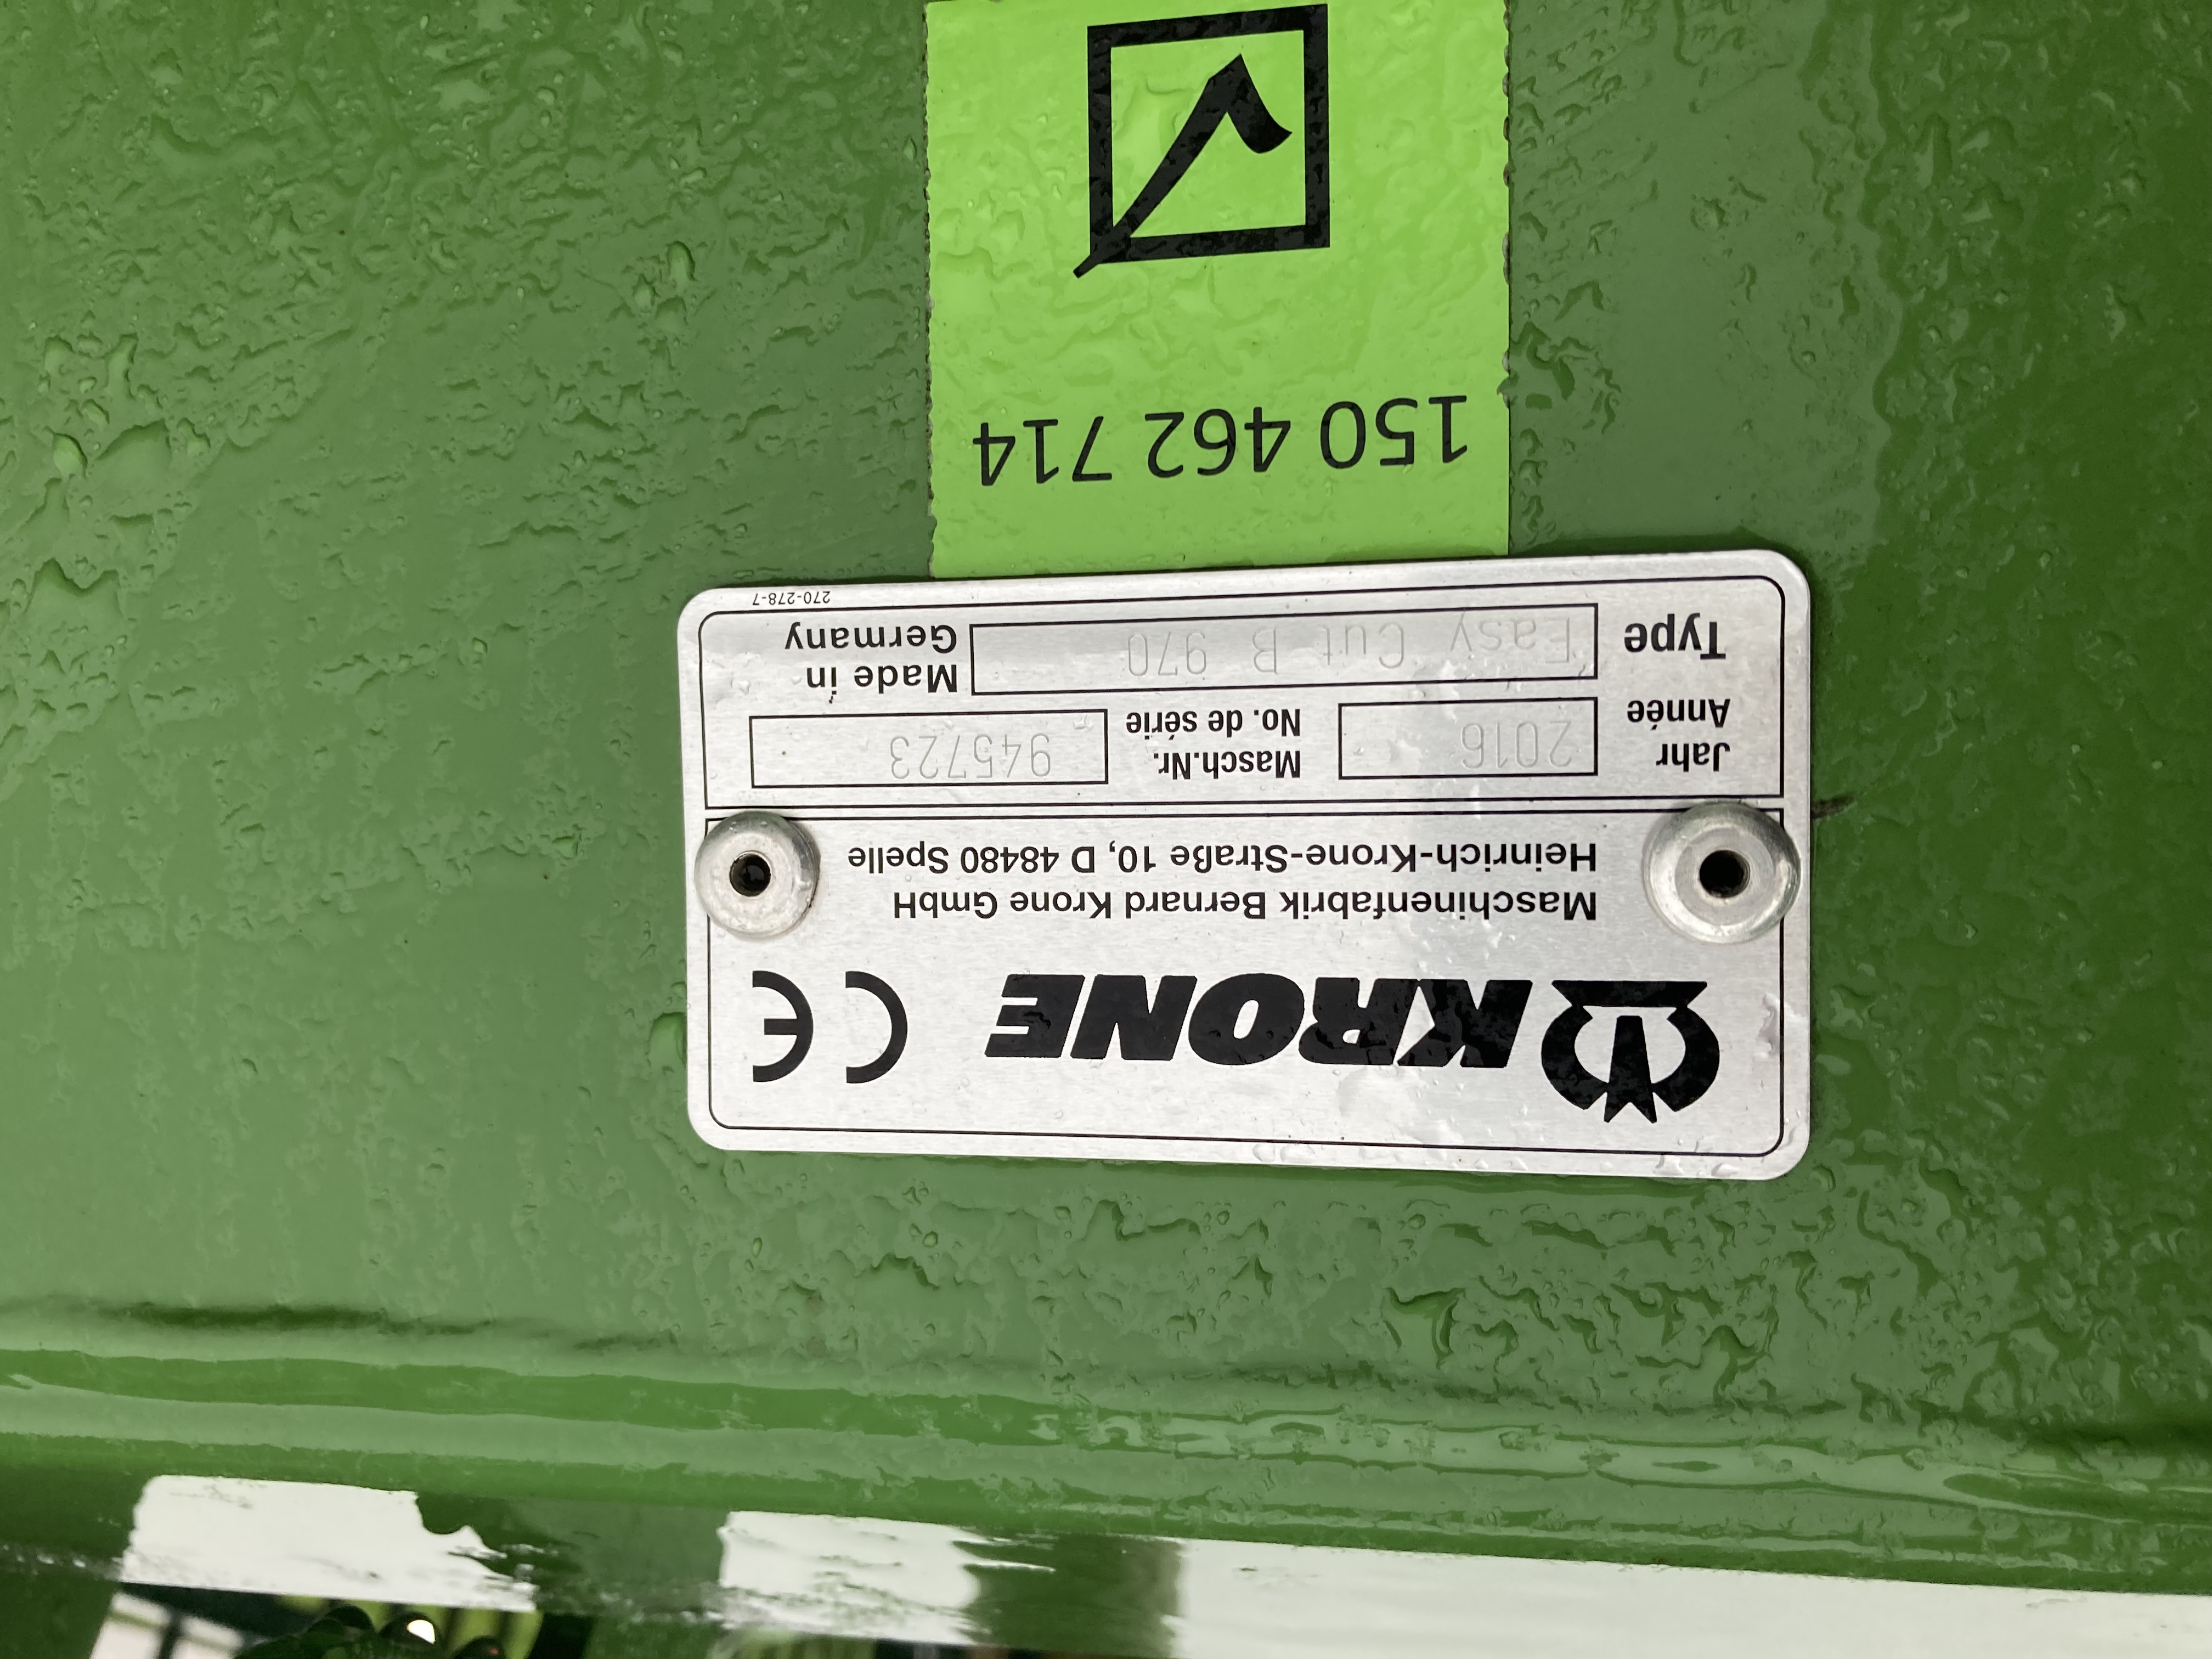 KRONE CE
Maschinenfabrik Bernard Krone GmbH
Heinrich-Krone-Straße 10, D 48480 Spelle
Jahr
Année
2016
Masch.Nr.
No. de série
945723
Type
Easy Cut B 970
Made in
Germany
270-278-7
150 462 714